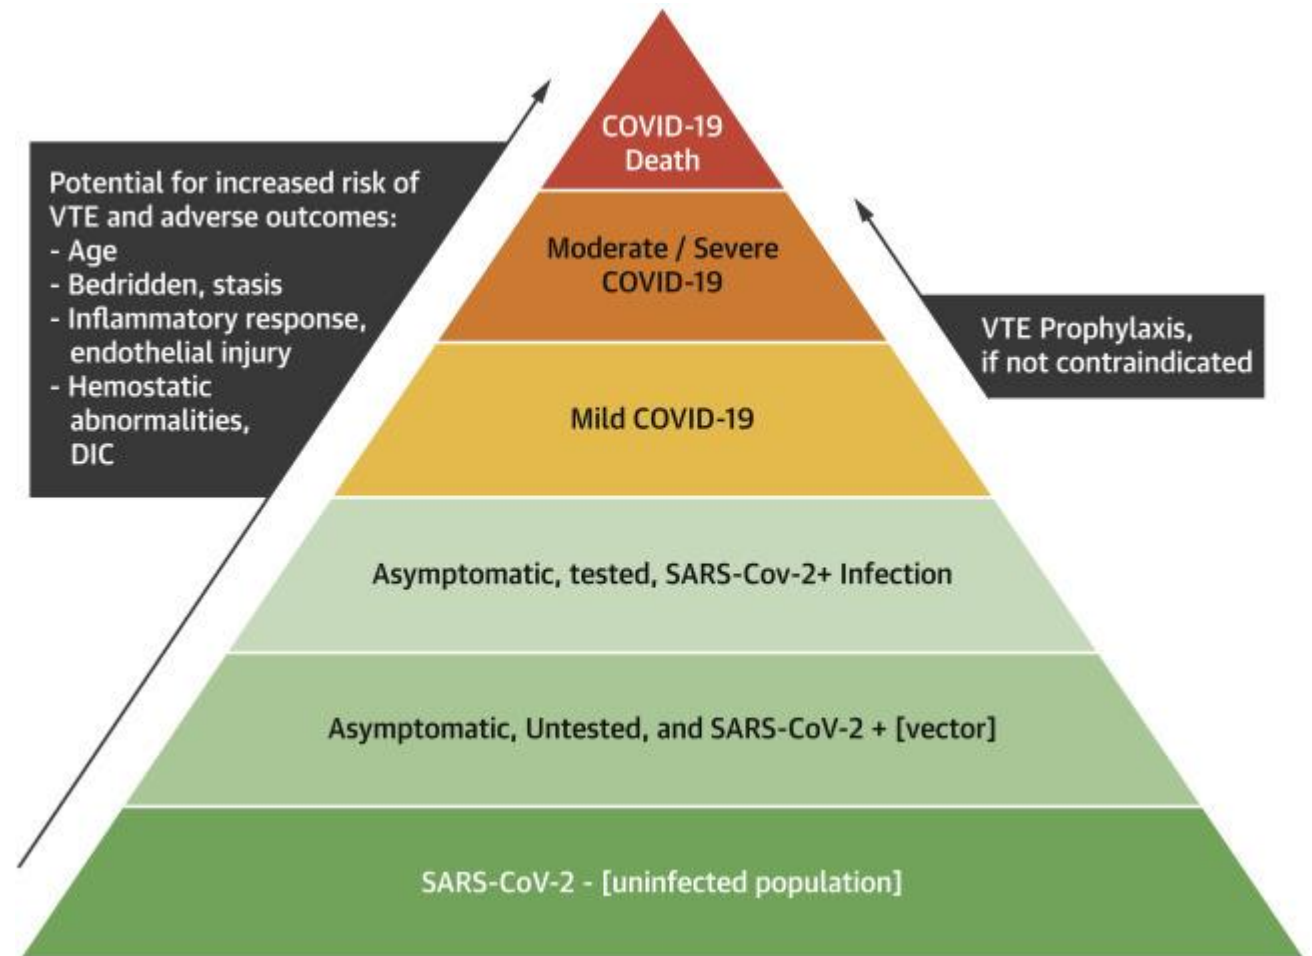 COVID-19
Death
Potential for increased risk of
VTE and adverse outcomes:
- Age
- Bedridden, stasis
- Inflammatory response,
endothelial injury
- Hemostatic
abnormalities,
DIC
Moderate / Severe
COVID-19
VTE Prophylaxis,
if not contraindicated
Mild COVID-19
Asymptomatic, tested, SARS-Cov-2+ Infection
Asymptomatic, Untested, and SARS-CoV-2 + [vector]
SARS-CoV-2 - [uninfected population]